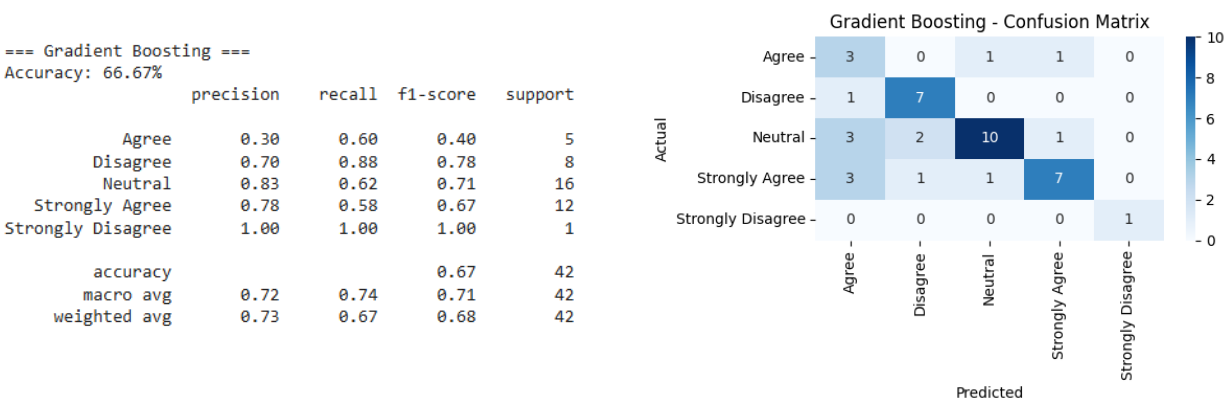 === Gradient Boosting ===
Accuracy: 66.67%
precision recall f1-score support
Agree 0.30 0.60 0.40 5
Disagree 0.70 0.88 0.78 8
Neutral 0.83 0.62 0.71 16
Strongly Agree 0.78 0.58 0.67 12
Strongly Disagree 1.00 1.00 1.00 1
accuracy 0.67 42
macro avg 0.72 0.74 0.71 42
weighted avg 0.73 0.67 0.68 42
Gradient Boosting - Confusion Matrix
Actual
Agree 3 0 1 1 0
Disagree 1 7 0 0 0
Neutral 3 2 10 1 0
Strongly Agree 3 1 1 7 0
Strongly Disagree 0 0 0 0 1
Agree
Disagree
Neutral
Strongly Agree
Strongly Disagree
Predicted
10
8
6
4
2
0